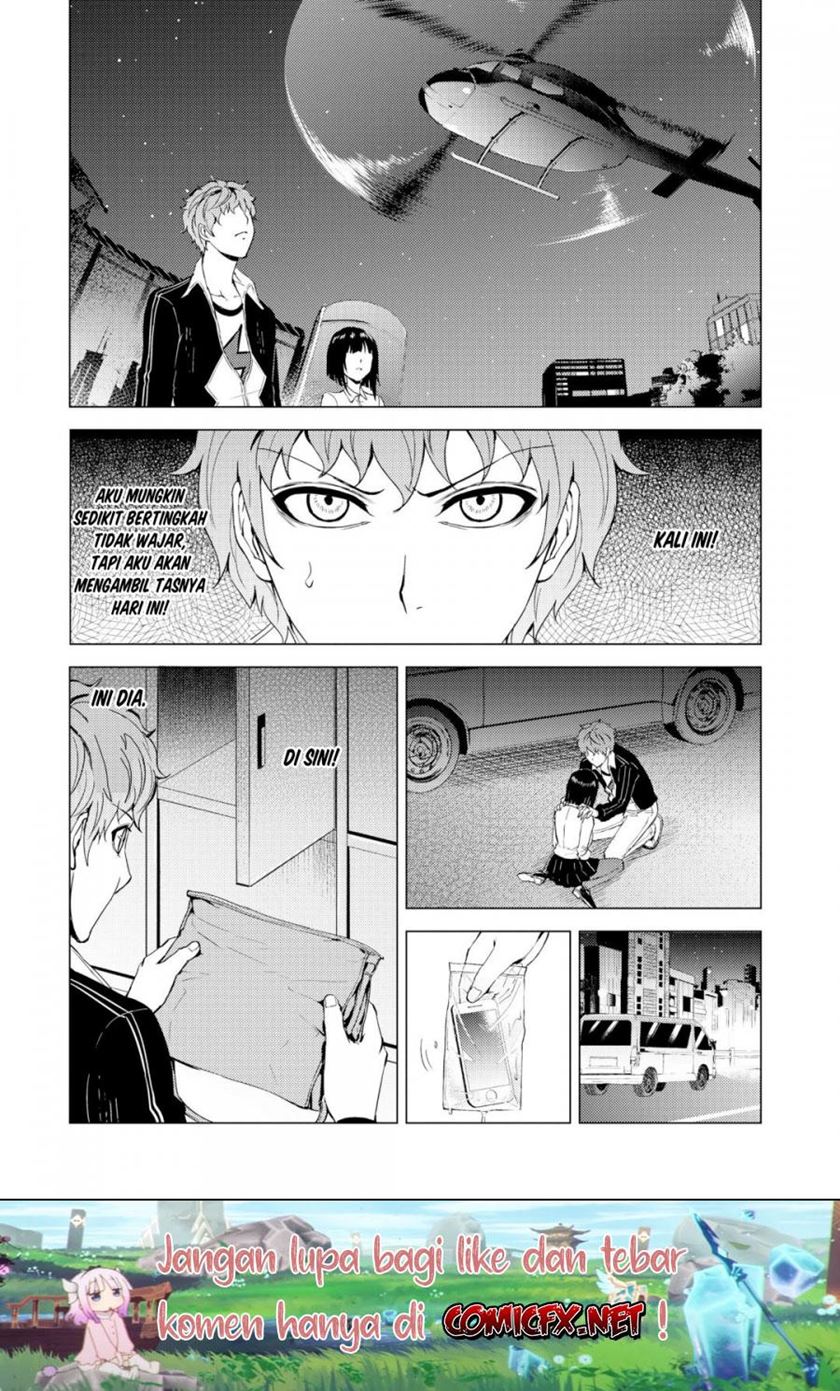 KALI INI!
AKU MUNGKIN
SEDIKIT BERTINGKAH
TIDAK WAJAR,
TAPI AKU AKAN
MENGAMBIL TASNYA
HARI INI!
DI SINI!
INI DIA.
Jangan lupa bagi like dan tebar
komen hanya di COMICFX.NET !